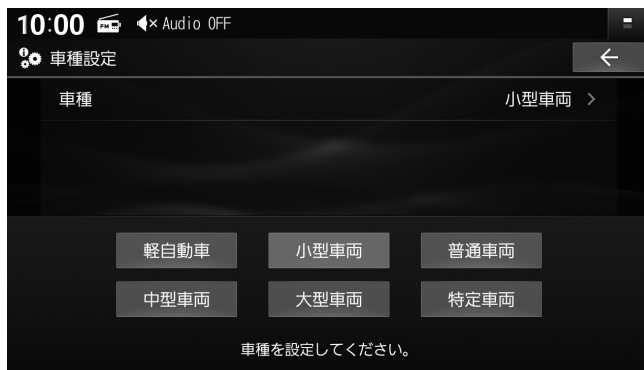 10:00 FM Audio OFF
車種設定
車種 小型車両
軽自動車 小型車両 普通車両
中型車両 大型車両 特定車両
車種を設定してください。